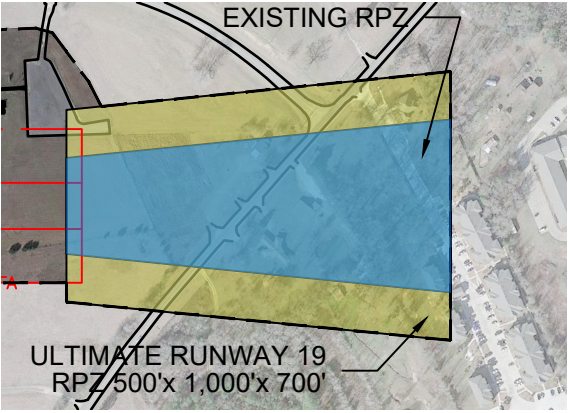 EXISTING RPZ
A
ULTIMATE RUNWAY 19
RPZ 500'x 1,000'x 700'